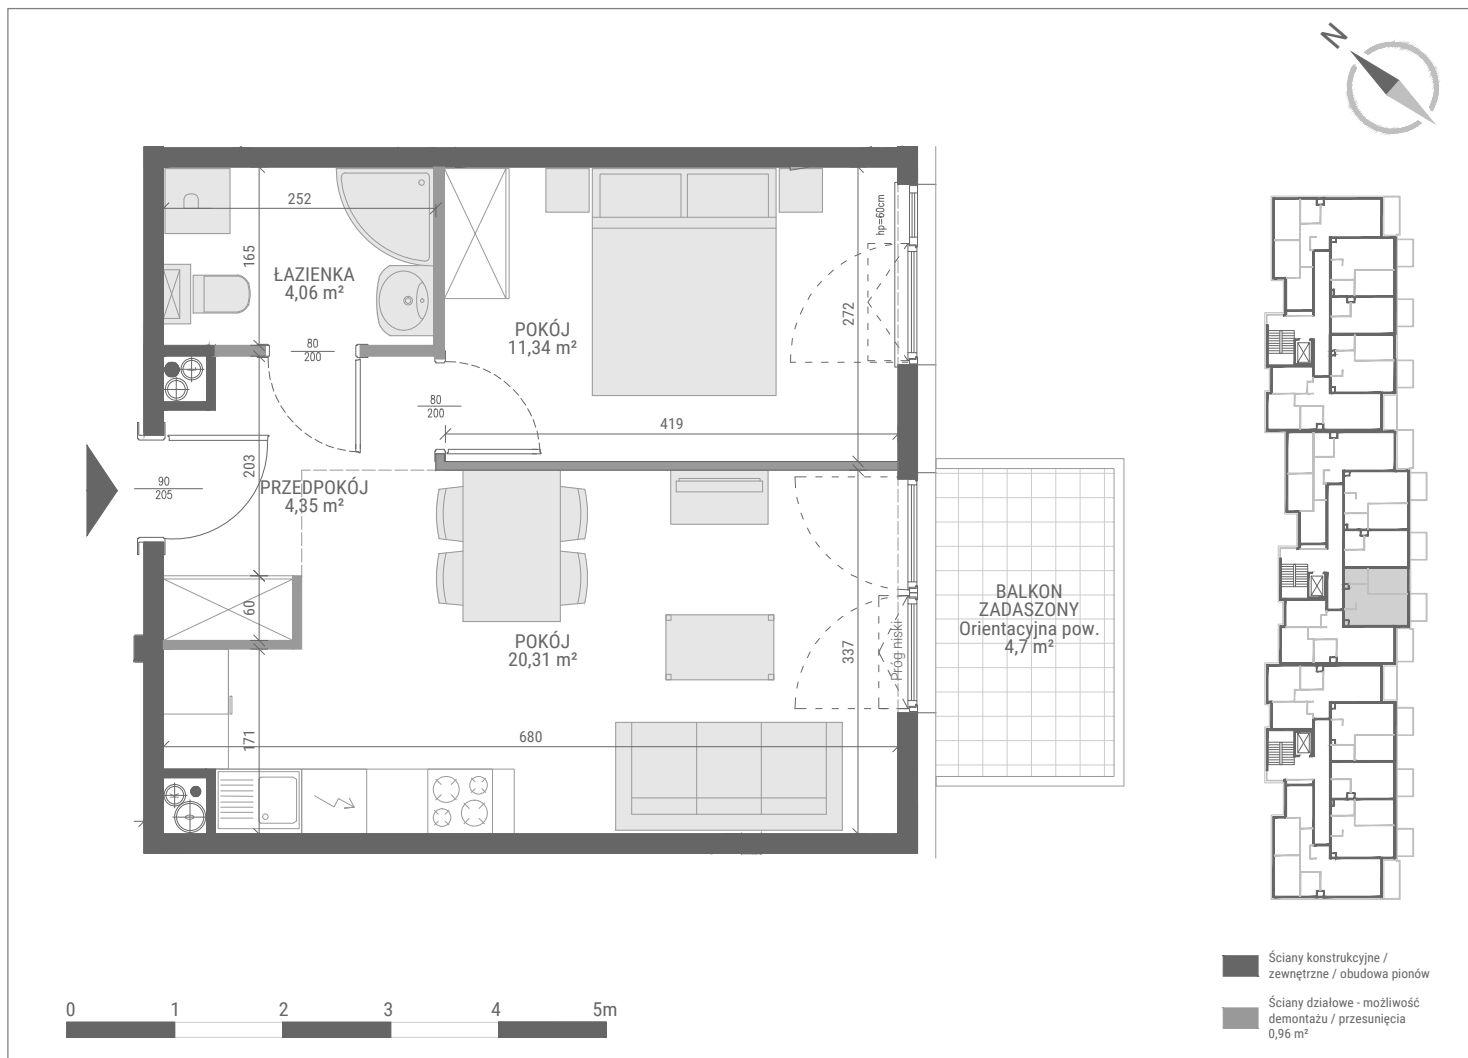 N
252
165
ŁAZIENKA
4,06 m²
80
200
POKÓJ
11,34 m²
hp=60cm
272
80
200
419
203
PRZEDPOKÓJ
4,35 m²
90
205
60
POKÓJ
20,31 m²
337
Próg niski
BALKON
ZADASZONY
Orientacyjna pow.
4,7 m²
171
680
0 1 2 3 4 5m
Ściany konstrukcyjne /
zewnętrzne / obudowa pionów
Ściany działowe - możliwość
demontażu / przesunięcia
0,96 m²